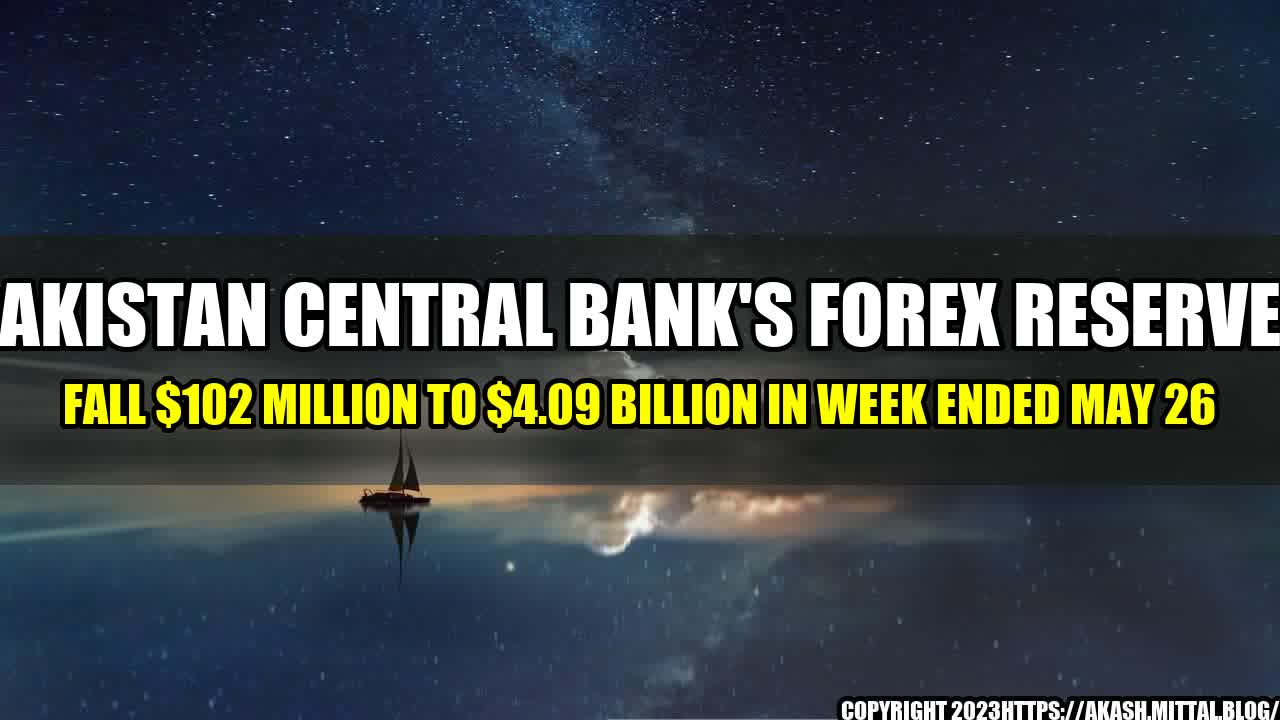 AKISTAN CENTRAL BANK'S FOREX RESERVE
FALL $102 MILLION TO $4.09 BILLION IN WEEK ENDED MAY 26
COPYRIGHT 2023HTTPS://AKASH.MITTAL.BLOG/